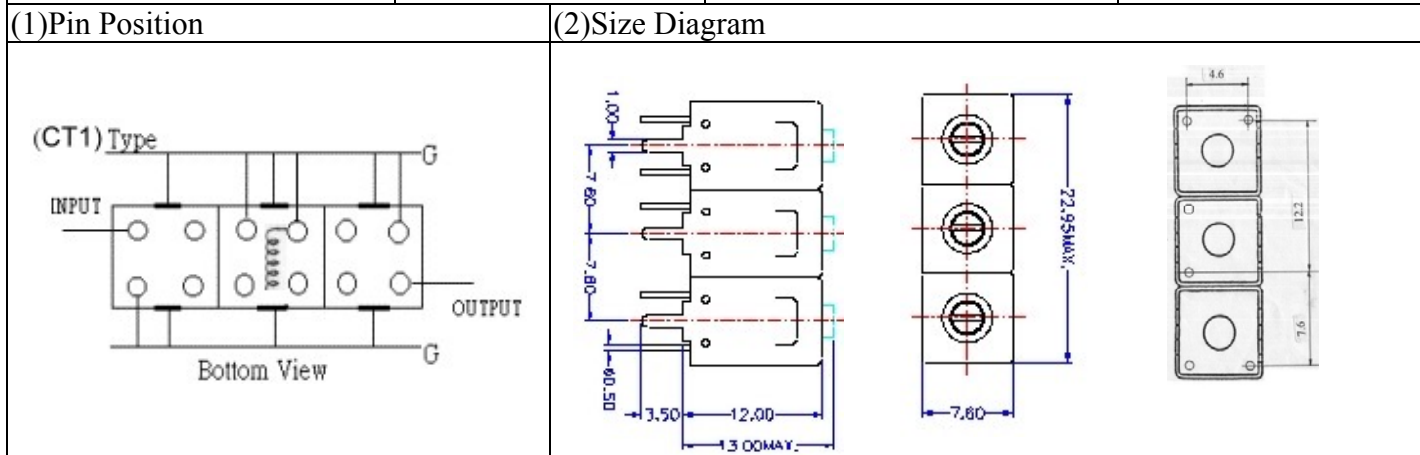 (1)Pin Position
(2)Size Diagram
(CT1) Type
G
INPUT
OUTPUT
G
Bottom View
1.00
7.60
7.60
Ø0.50
3.50
12.00
13.00MAX.
22.95MAX.
7.60
4.6
12.2
7.6